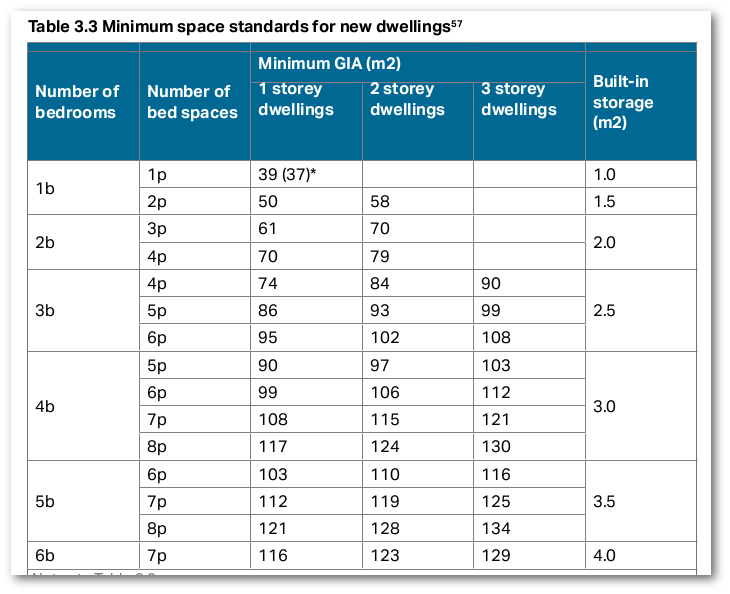 Table 3.3 Minimum space standards for new dwellings57
Number of bedrooms Number of bed spaces Minimum GIA (m2) Built-in storage (m2)
1 storey dwellings 2 storey dwellings 3 storey dwellings
1b 1p 39 (37)* 1.0
2p 50 58 1.5
2b 3p 61 70 2.0
4p 70 79
3b 4p 74 84 90 2.5
5p 86 93 99
6p 95 102 108
4b 5p 90 97 103 3.0
6p 99 106 112
7p 108 115 121
8p 117 124 130
5b 6p 103 110 116 3.5
7p 112 119 125
8p 121 128 134
6b 7p 116 123 129 4.0